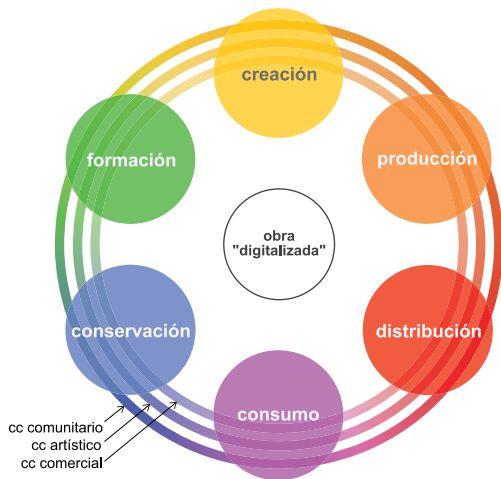 creación
formación
producción
obra
"digitalizada"
conservación
distribución
consumo
cc comunitario
cc artístico
cc comercial